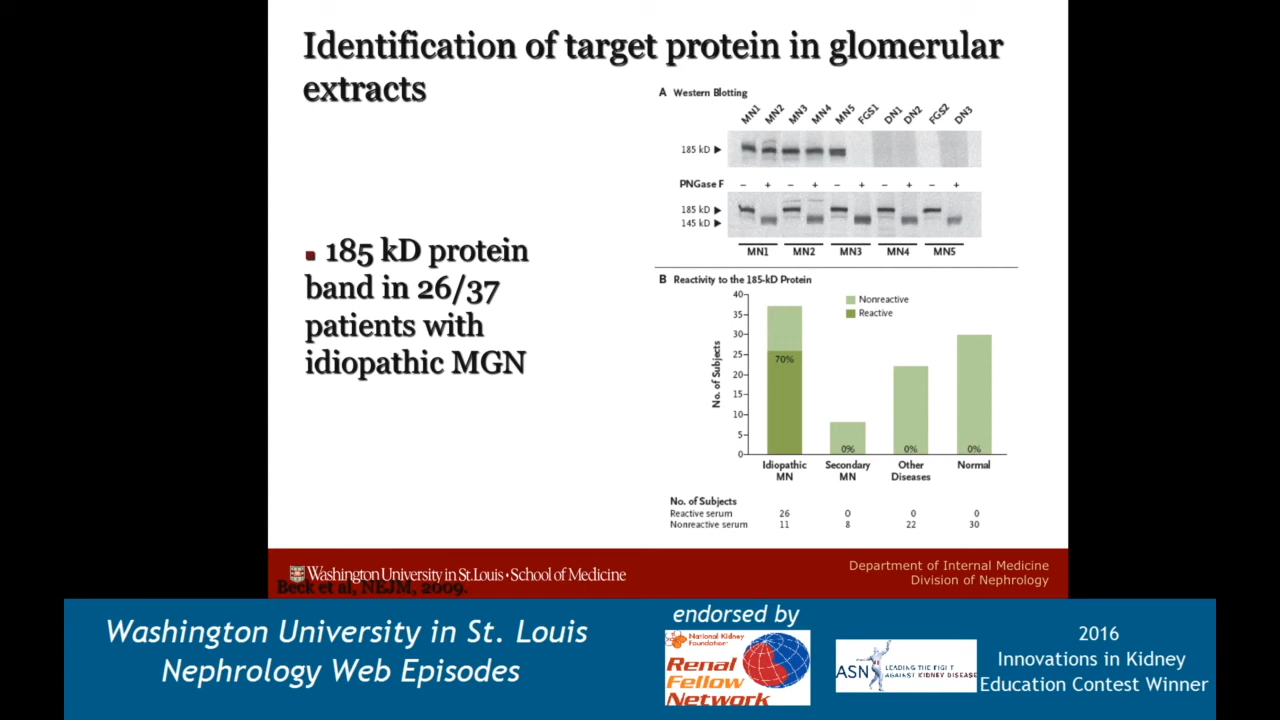 Identification of target protein in glomerular
extracts
185 kD protein
band in 26/37
patients with
idiopathic MGN
A Western Blotting
MN1 MN2 MN3 MN4 MN5 FGS1 DN1 DN2 FGS2 DN3
185 kD
PNGase F – + – + – + – + – +
185 kD
145 kD
MN1 MN2 MN3 MN4 MN5
B Reactivity to the 185-kD Protein
No. of Subjects
40
35
30
25
20
15
10
5
0
Nonreactive
Reactive
70%
0% 0% 0%
Idiopathic MN
Secondary MN
Other Diseases
Normal
No. of Subjects
Reactive serum 26 0 0 0
Nonreactive serum 11 8 22 30
Washington University in St. Louis • School of Medicine
Department of Internal Medicine
Division of Nephrology
Beck et al, NEJM, 2009.
Washington University in St. Louis
Nephrology Web Episodes
endorsed by
National Kidney Foundation
Renal
Fellow
Network
ASN
LEADING THE FIGHT
AGAINST KIDNEY DISEASE
2016
Innovations in Kidney
Education Contest Winner